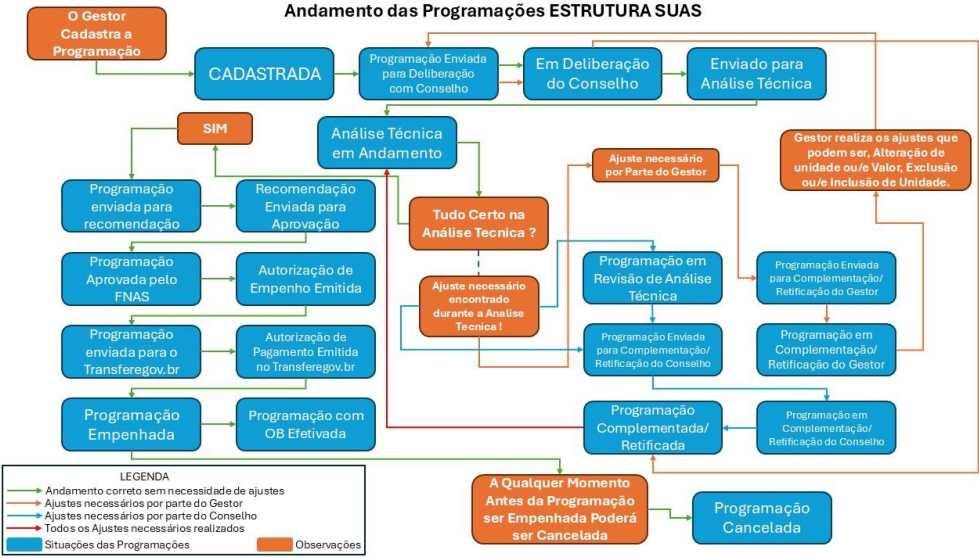 Andamento das Programações ESTRUTURA SUAS
O Gestor
Cadastra a
Programação
CADASTRADA
Programação Enviada
para Deliberação
com Conselho
Em Deliberação
do Conselho
Enviado para
Análise Técnica
SIM
Análise Técnica
em Andamento
Ajuste necessário
por Parte do Gestor
Gestor realiza os ajustes que
podem ser, Alteração de
unidade ou/e Valor, Exclusão
ou/e Inclusão de Unidade.
Programação
enviada para
recomendação
Recomendação
Enviada para
Aprovação
Tudo Certo na
Análise Tecnica ?
Programação
Aprovada pelo
FNAS
Autorização de
Empenho Emitida
Ajuste necessário
encontrado
durante a Analise
Tecnica !
Programação em
Revisão de Análise
Técnica
Programação Enviada
para Complementação/
Retificação do Gestor
Programação
enviada para o
Transferegov.br
Autorização de
Pagamento Emitida
no Transferegov.br
Programação Enviada
para Complementação/
Retificação do Conselho
Programação em
Complementação/
Retificação do Gestor
Programação
Empenhada
Programação com
OB Efetivada
Programação
Complementada/
Retificada
Programação em
Complementação/
Retificação do Conselho
LEGENDA
Andamento correto sem necessidade de ajustes
Ajustes necessários por parte do Gestor
Ajustes necessários por parte do Conselho
Todos os Ajustes necessários realizados
Situações das Programações
Observações
A Qualquer Momento
Antes da Programação
ser Empenhada Poderá
ser Cancelada
Programação
Cancelada